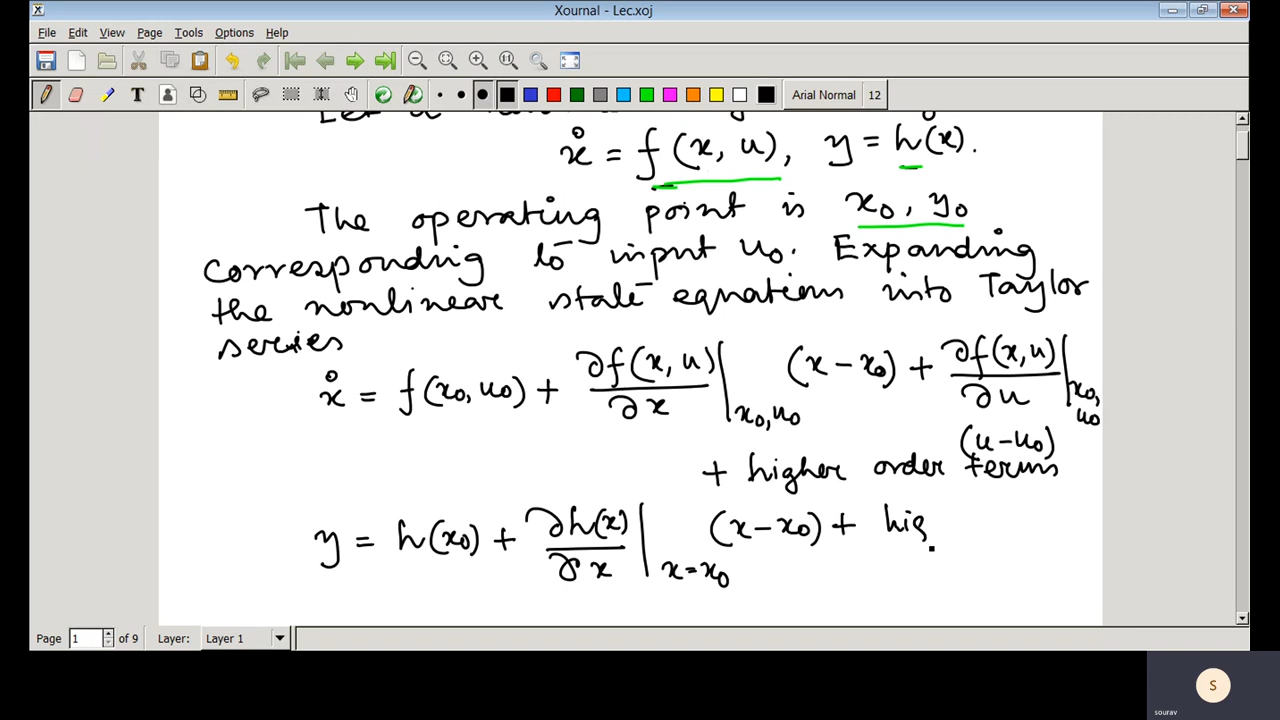 Xournal - Lec.xoj
File Edit View Page Tools Options Help
Arial Normal 12
ẋ = f(x, u), y = h(x).
The operating point is x₀, y₀
corresponding to input u₀. Expanding
the nonlinear state equations into Taylor
series
ẋ = f(x₀, u₀) + ∂f(x, u)/∂x |x₀, u₀ (x - x₀) + ∂f(x, u)/∂u |x₀, u₀
(u - u₀)
+ higher order terms
y = h(x₀) + ∂h(x)/∂x |x = x₀ (x - x₀) + hig
Page 1 of 9 Layer: Layer 1
S
sourav